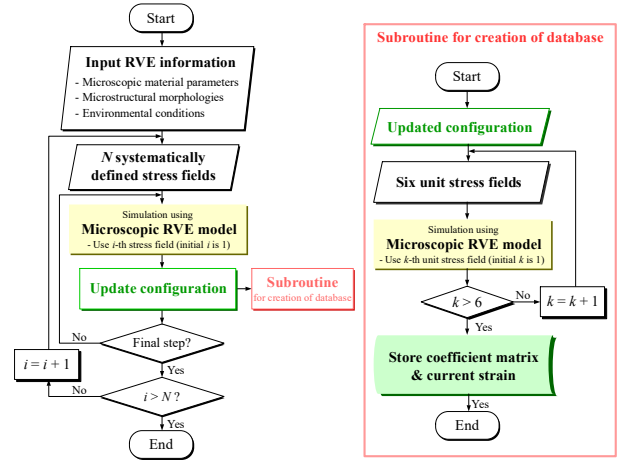 Start
Input RVE information
- Microscopic material parameters
- Microstructural morphologies
- Environmental conditions
N systematically
defined stress fields
Simulation using
Microscopic RVE model
- Use i-th stress field (initial i is 1)
Update configuration
Subroutine
for creation of database
No
Final step?
Yes
i = i + 1
No
i > N ?
Yes
End
Subroutine for creation of database
Start
Updated configuration
Six unit stress fields
Simulation using
Microscopic RVE model
- Use k-th unit stress field (initial k is 1)
k > 6
No
k = k + 1
Yes
Store coefficient matrix
& current strain
Yes
End